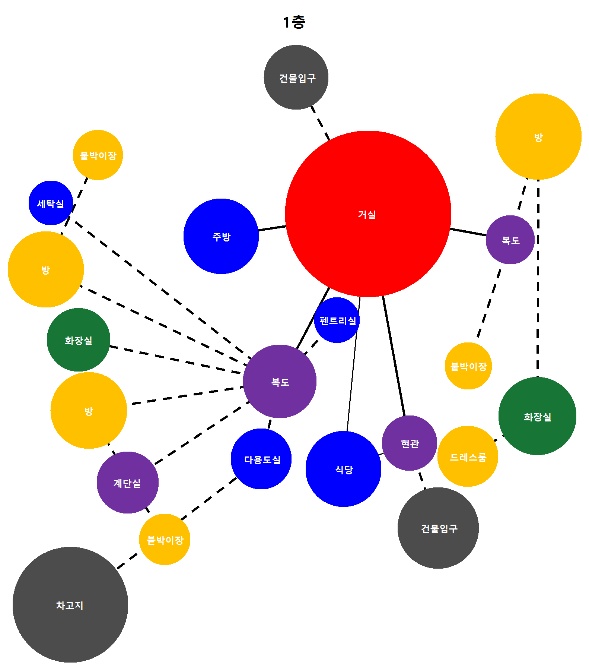 1층
건물입구
방
붙박이장
세탁실
거실
주방
복도
방
펜트리실
화장실
붙박이장
복도
방
화장실
현관
다용도실
드레스룸
식당
계단실
건물입구
붙박이장
차고지